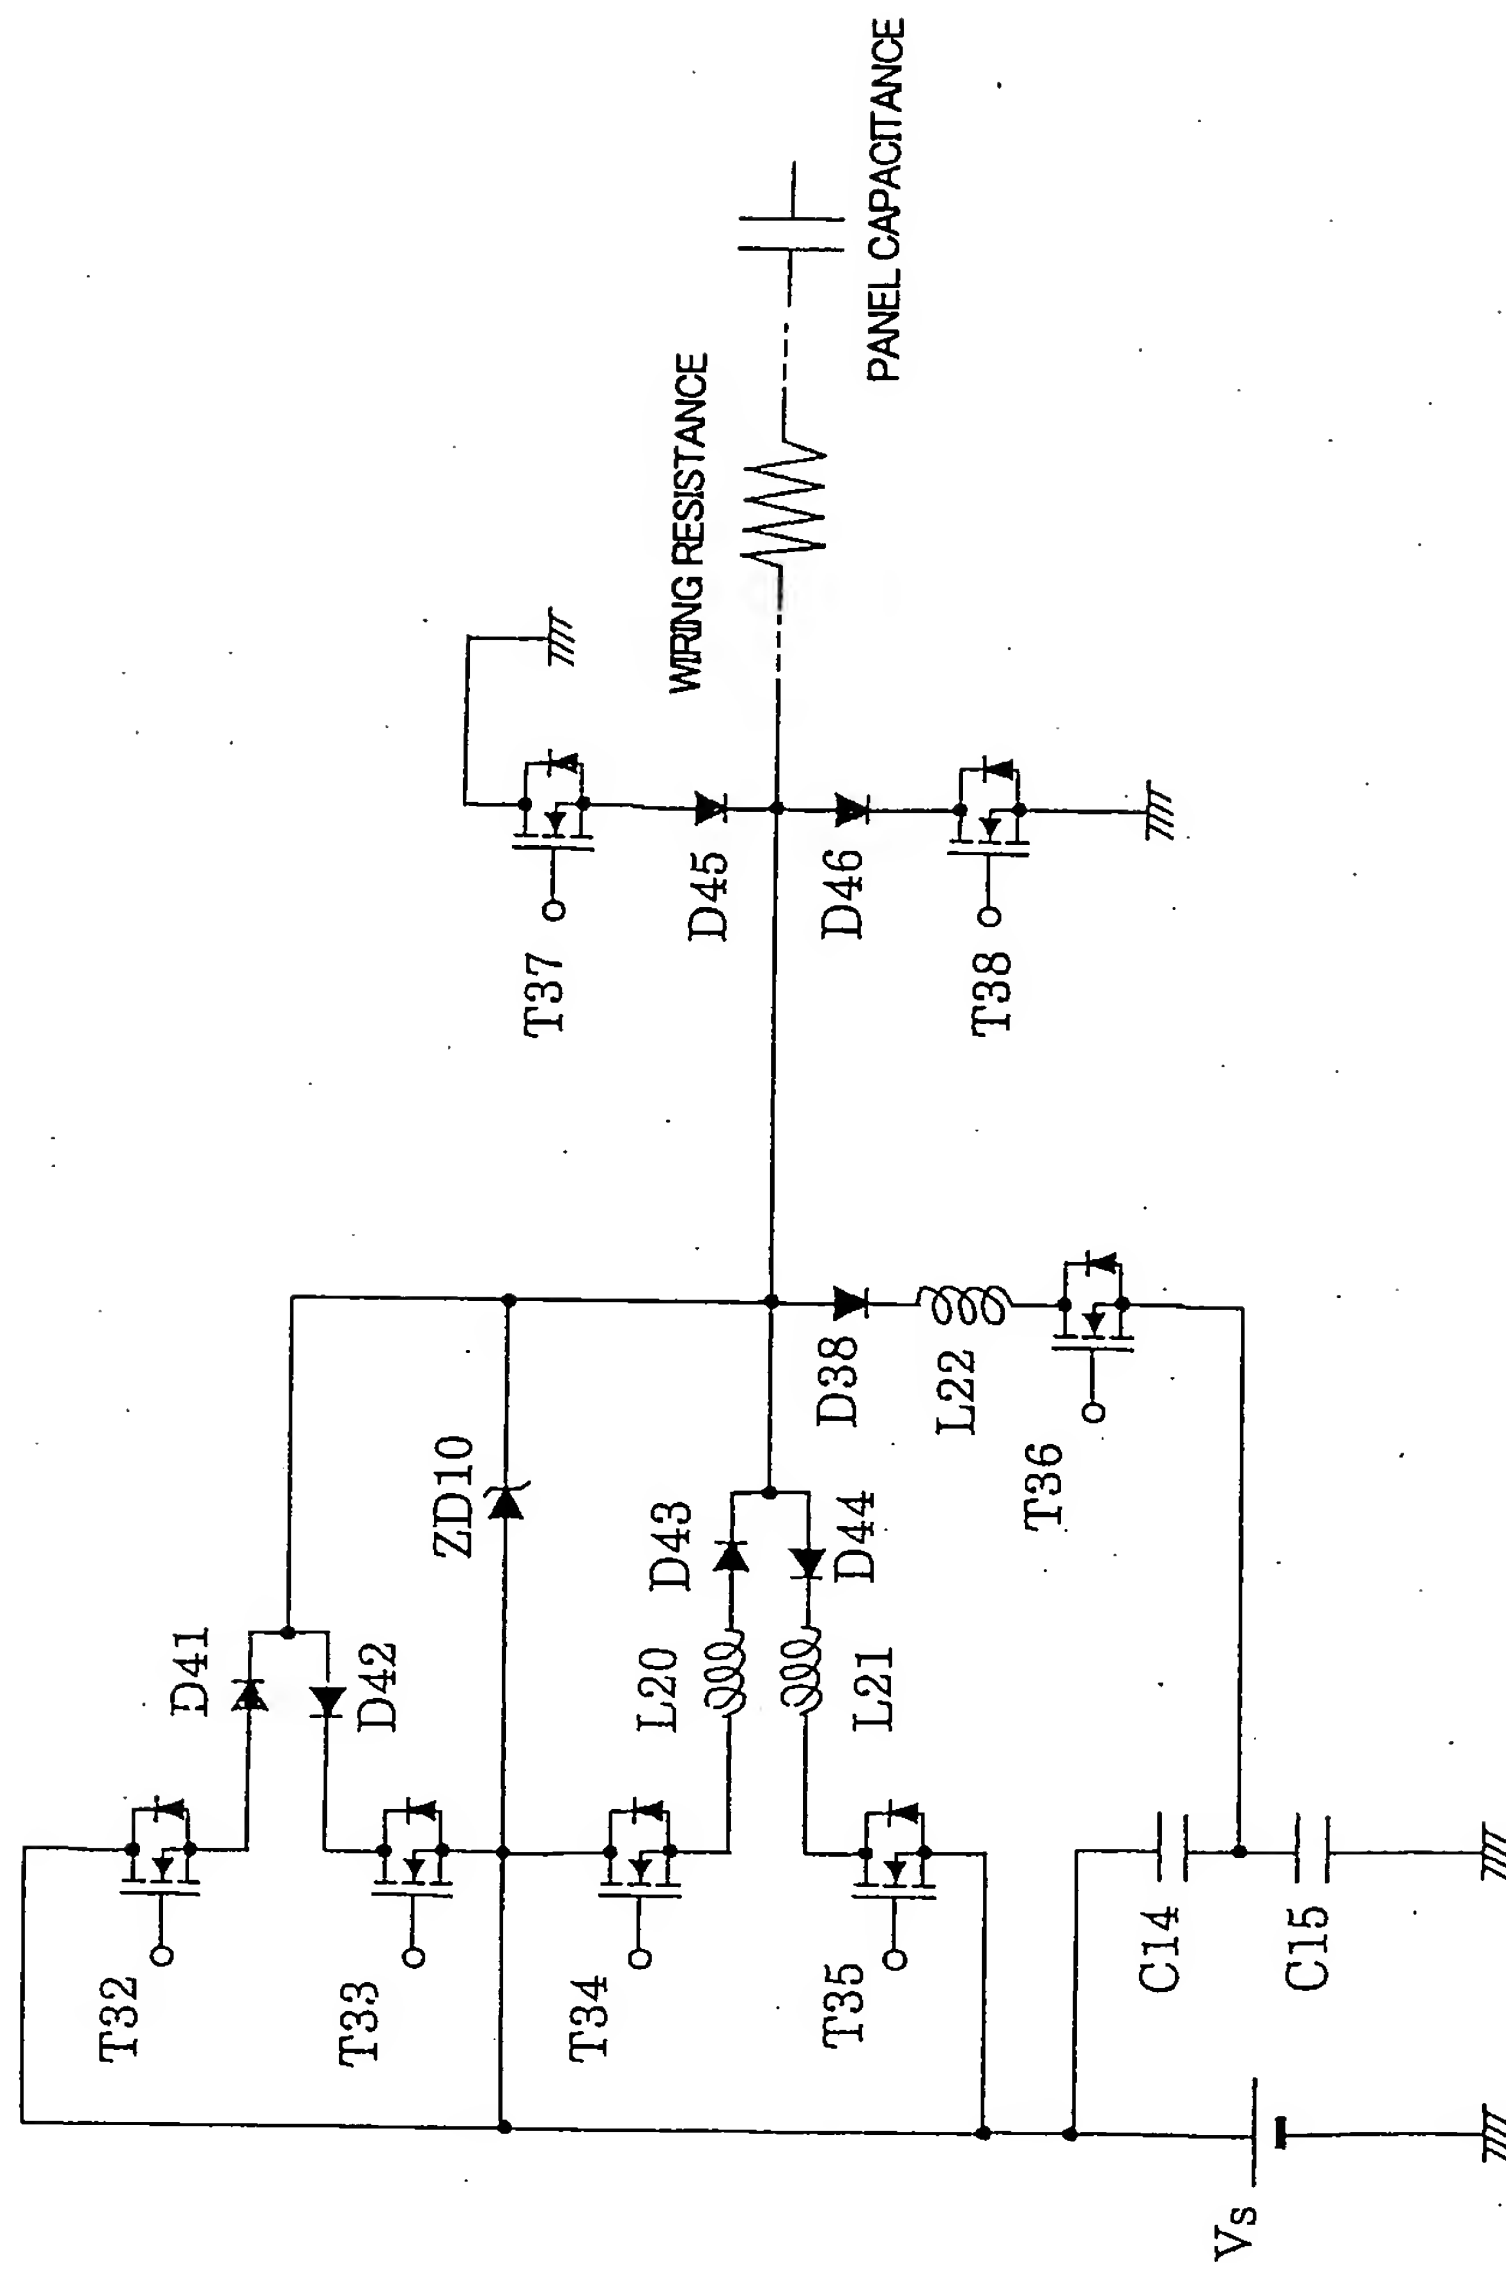 T32
D41
D42
T33
ZD10
T34
L20
D43
T35
L21
D44
T37
D45
WIRING RESISTANCE
D46
T38
PANEL CAPACITANCE
D38
L22
T36
C14
C15
Vs